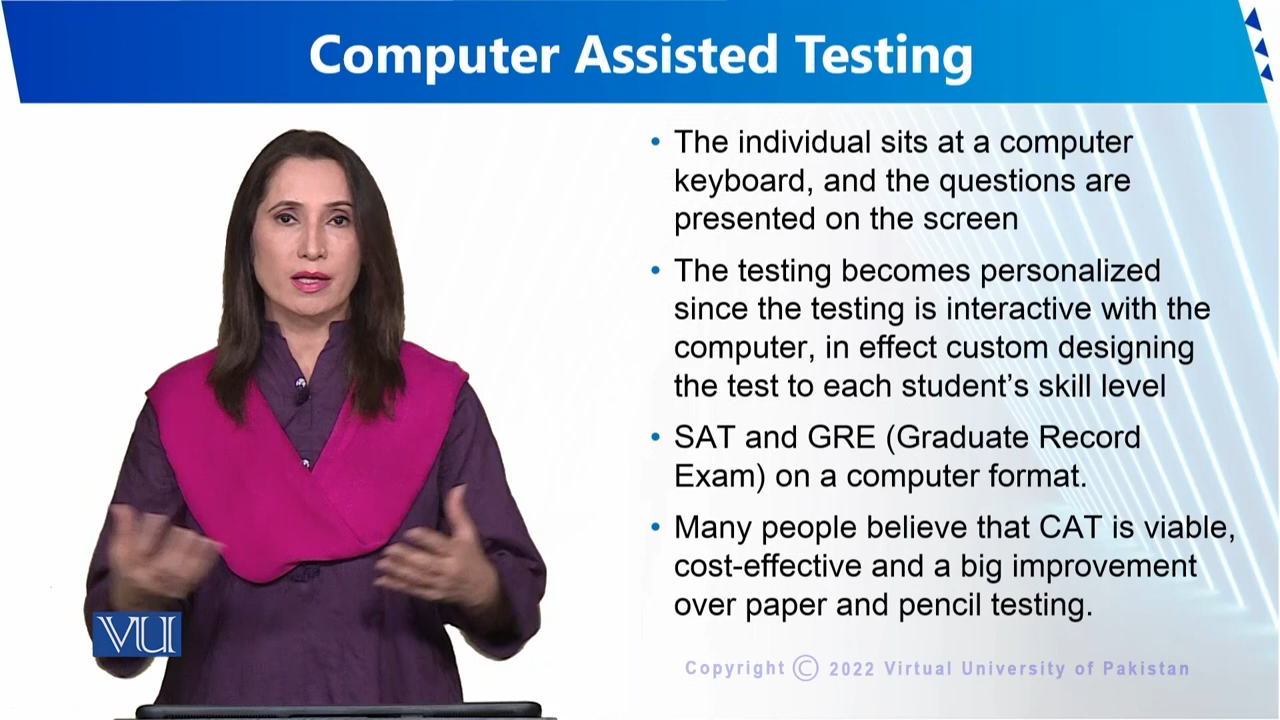 Computer Assisted Testing
• The individual sits at a computer
keyboard, and the questions are
presented on the screen
• The testing becomes personalized
since the testing is interactive with the
computer, in effect custom designing
the test to each student's skill level
• SAT and GRE (Graduate Record
Exam) on a computer format.
• Many people believe that CAT is viable,
cost-effective and a big improvement
over paper and pencil testing.
VU
Copyright © 2022 Virtual University of Pakistan